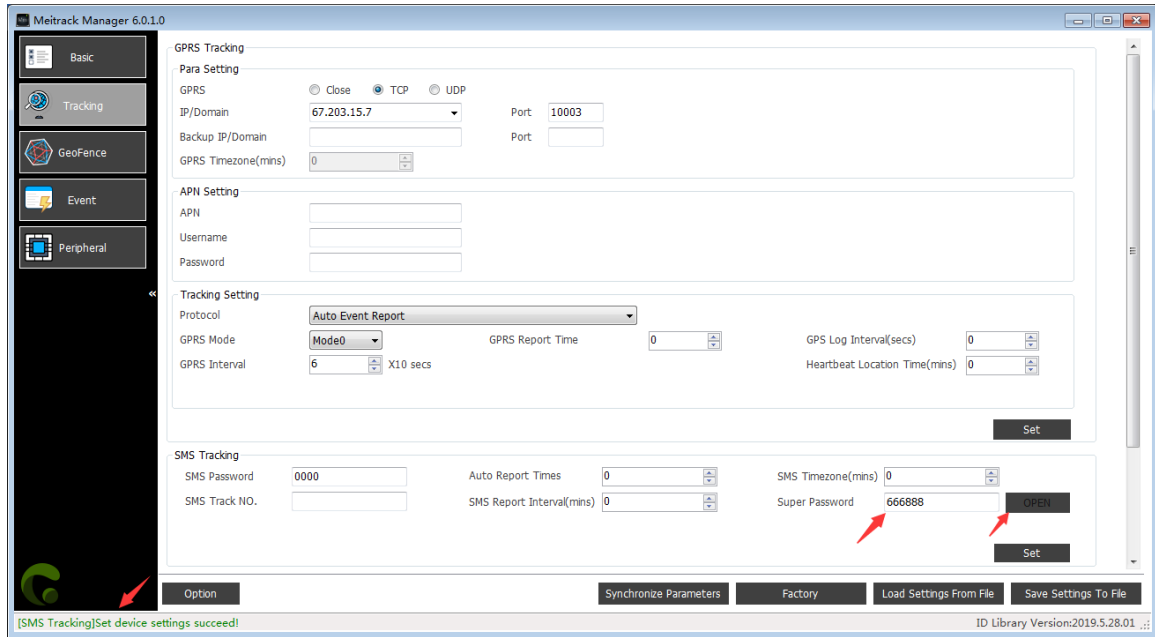 Meitrack Manager 6.0.1.0
Basic
Tracking
GeoFence
Event
Peripheral
«
GPRS Tracking
Para Setting
GPRS Close TCP UDP
IP/Domain 67.203.15.7 Port 10003
Backup IP/Domain Port
GPRS Timezone(mins) 0
APN Setting
APN
Username
Password
Tracking Setting
Protocol Auto Event Report
GPRS Mode Mode0 GPRS Report Time 0 GPS Log Interval(secs) 0
GPRS Interval 6 X10 secs Heartbeat Location Time(mins) 0
Set
SMS Tracking
SMS Password 0000 Auto Report Times 0 SMS Timezone(mins) 0
SMS Track NO. SMS Report Interval(mins) 0 Super Password 666888 OPEN
Set
Option Synchronize Parameters Factory Load Settings From File Save Settings To File
[SMS Tracking]Set device settings succeed! ID Library Version:2019.5.28.01